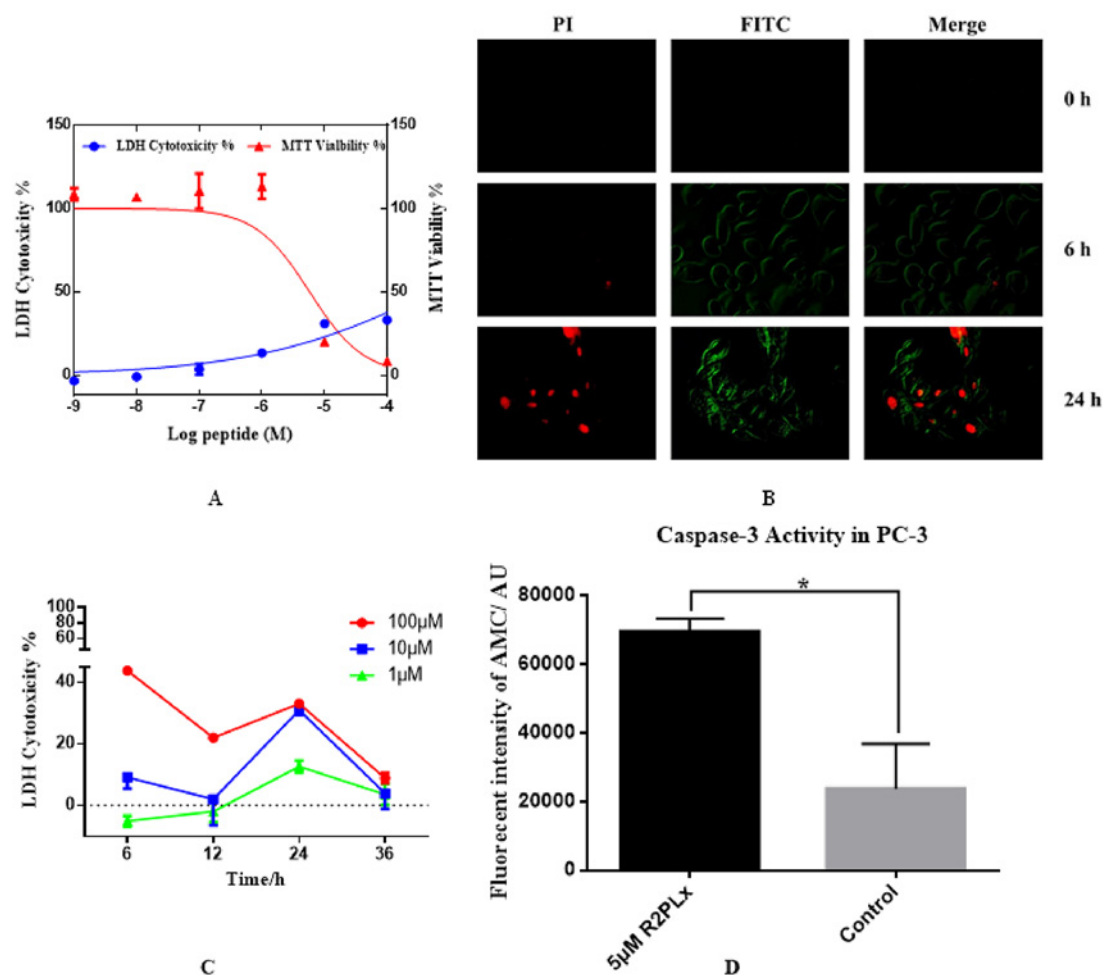 PI FITC Merge
0 h
6 h
24 h
LDH Cytotoxicity % MTT Vialbility %
150 150
100 100
50 50
0 0
-9 -8 -7 -6 -5 -4
LDH Cytotoxicity %
MTT Viability %
Log peptide (M)
A
B
Caspase-3 Activity in PC-3
100
80
60
40
20
0
6 12 24 36
LDH Cytotoxicity %
Time/h
100µM
10µM
1µM
C
80000
60000
40000
20000
0
*
Fluorecent intensity of AMC/ AU
5µM R2PLx
Control
D